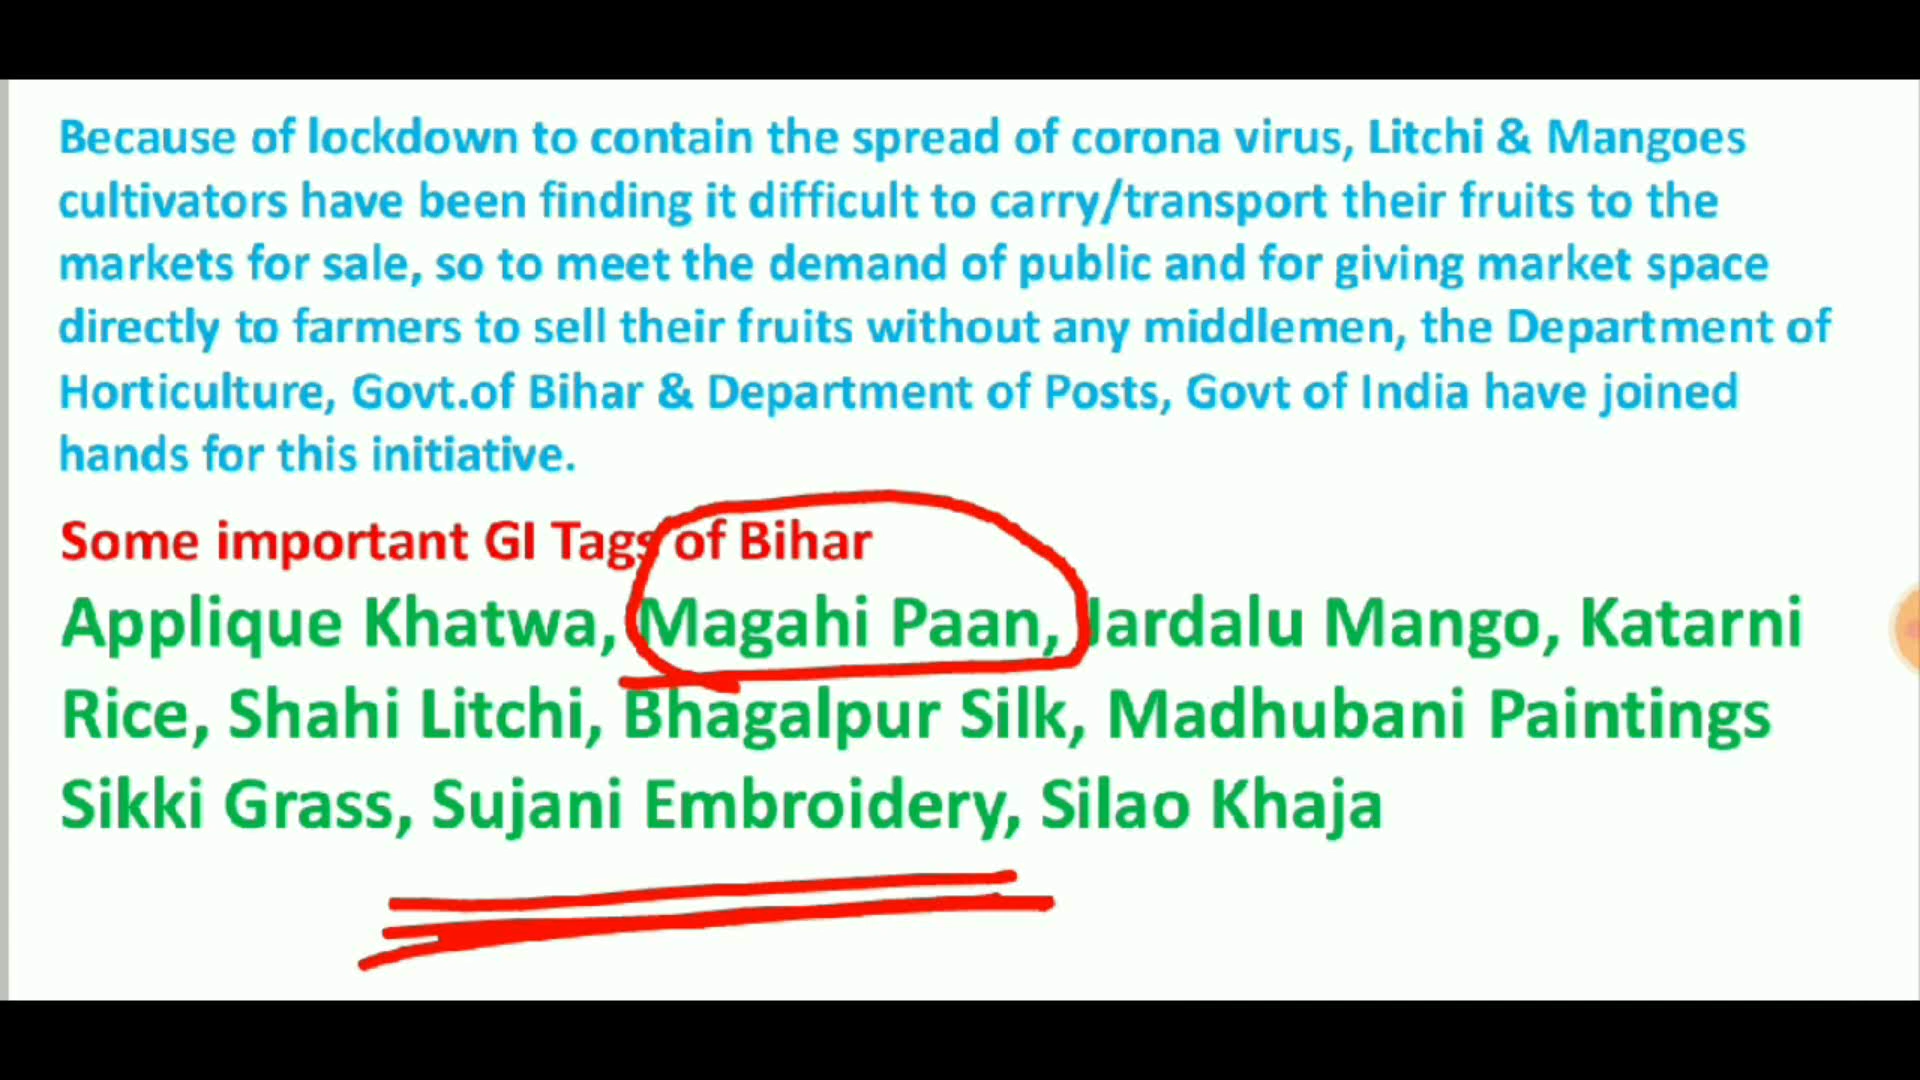 Because of lockdown to contain the spread of corona virus, Litchi & Mangoes
cultivators have been finding it difficult to carry/transport their fruits to the
markets for sale, so to meet the demand of public and for giving market space
directly to farmers to sell their fruits without any middlemen, the Department of
Horticulture, Govt.of Bihar & Department of Posts, Govt of India have joined
hands for this initiative.
Some important GI Tags of Bihar
Applique Khatwa, Magahi Paan, Jardalu Mango, Katarni
Rice, Shahi Litchi, Bhagalpur Silk, Madhubani Paintings
Sikki Grass, Sujani Embroidery, Silao Khaja